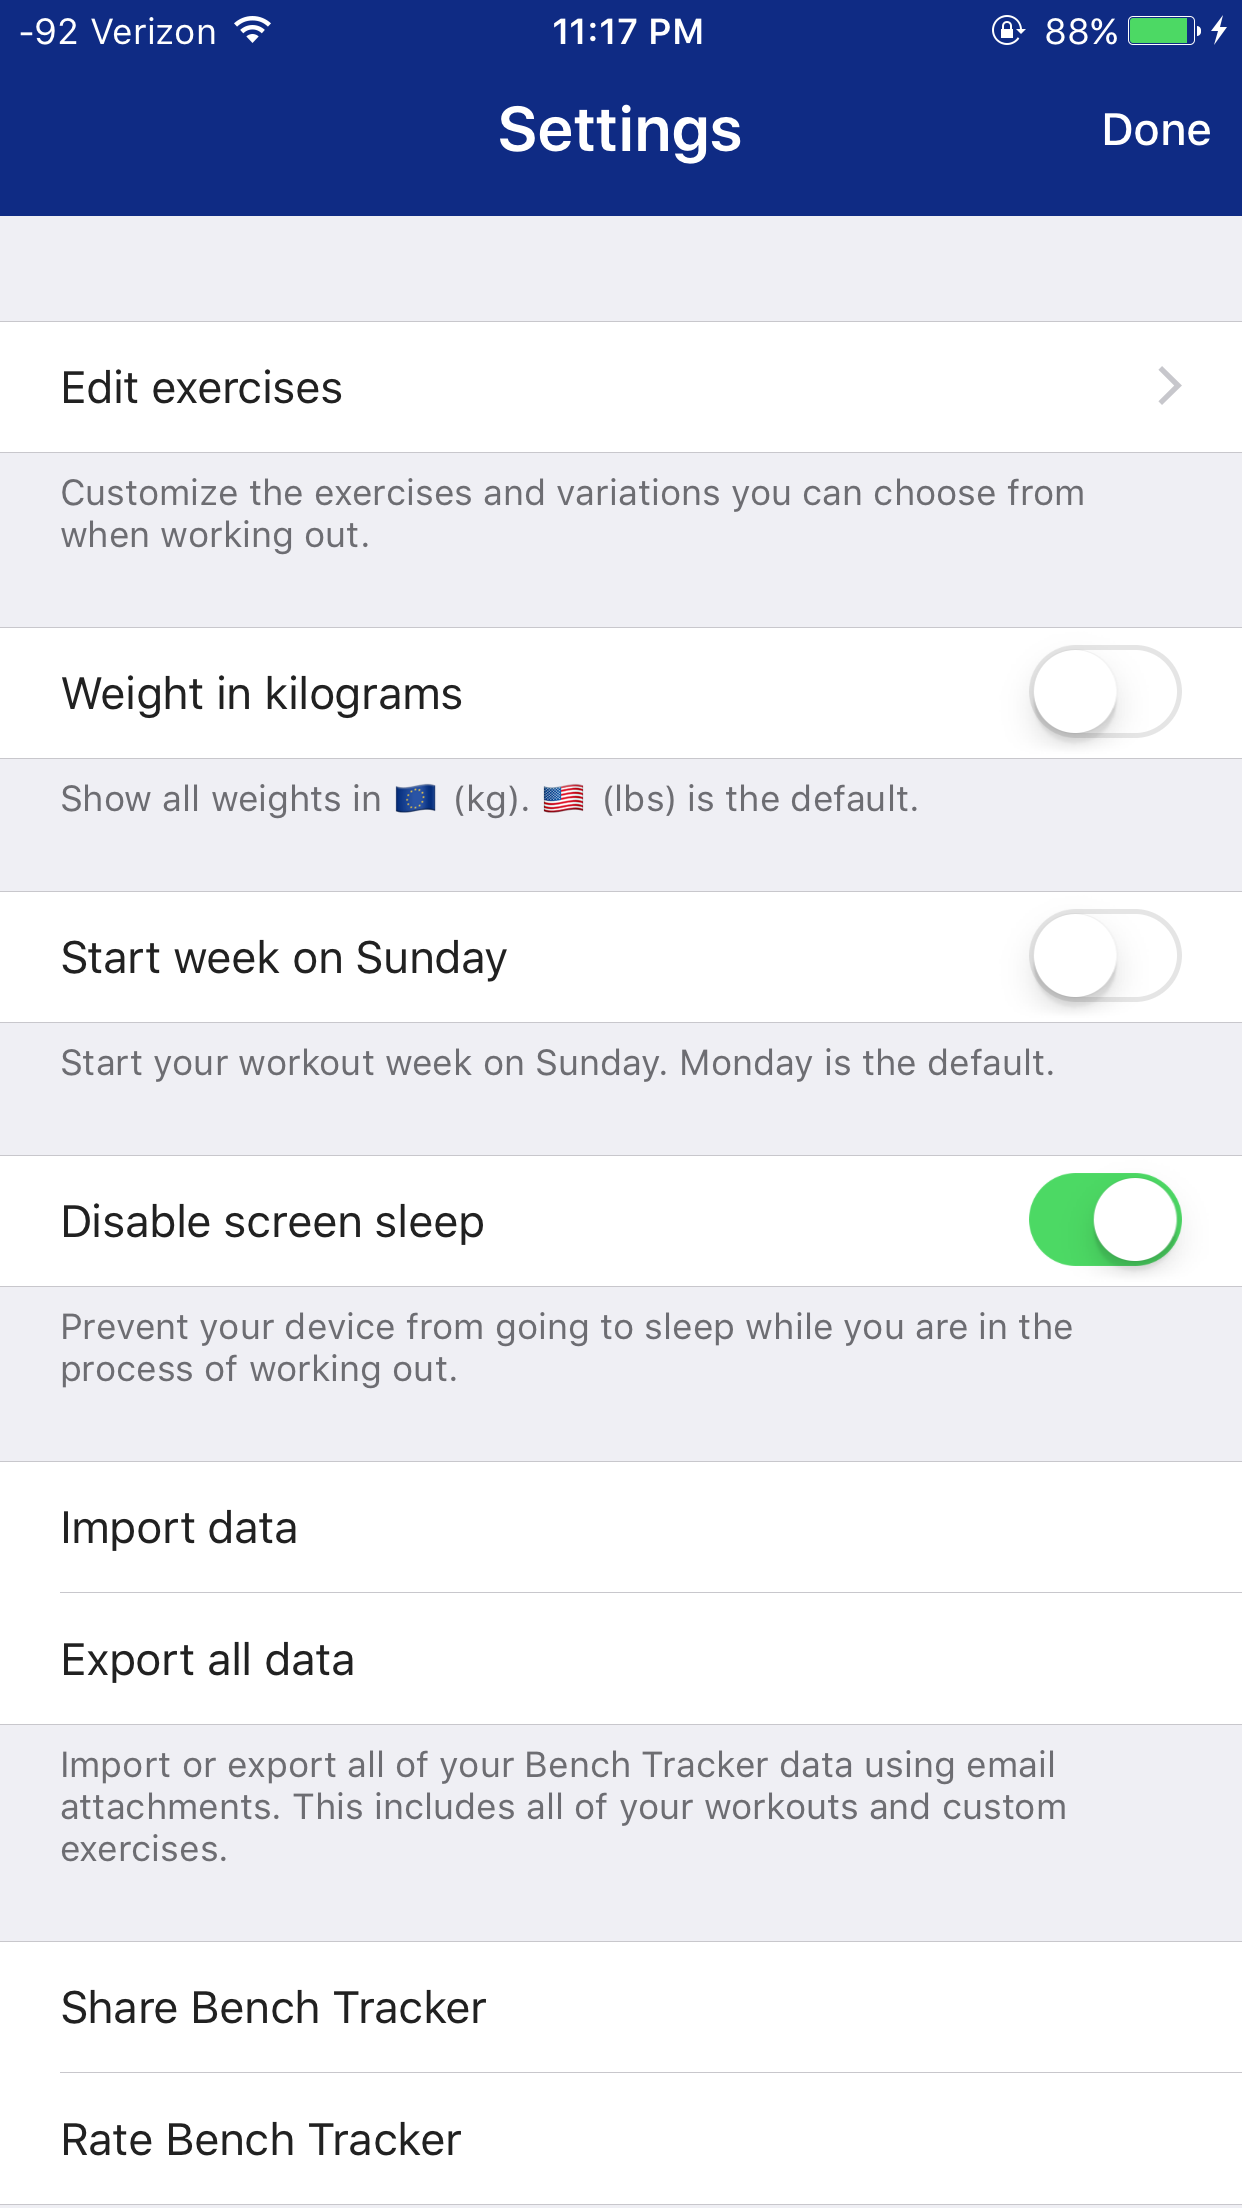 -92 Verizon 11:17 PM 88%
Settings Done
Edit exercises
Customize the exercises and variations you can choose from
when working out.
Weight in kilograms
Show all weights in 🇪🇺 (kg). 🇺🇸 (lbs) is the default.
Start week on Sunday
Start your workout week on Sunday. Monday is the default.
Disable screen sleep
Prevent your device from going to sleep while you are in the
process of working out.
Import data
Export all data
Import or export all of your Bench Tracker data using email
attachments. This includes all of your workouts and custom
exercises.
Share Bench Tracker
Rate Bench Tracker